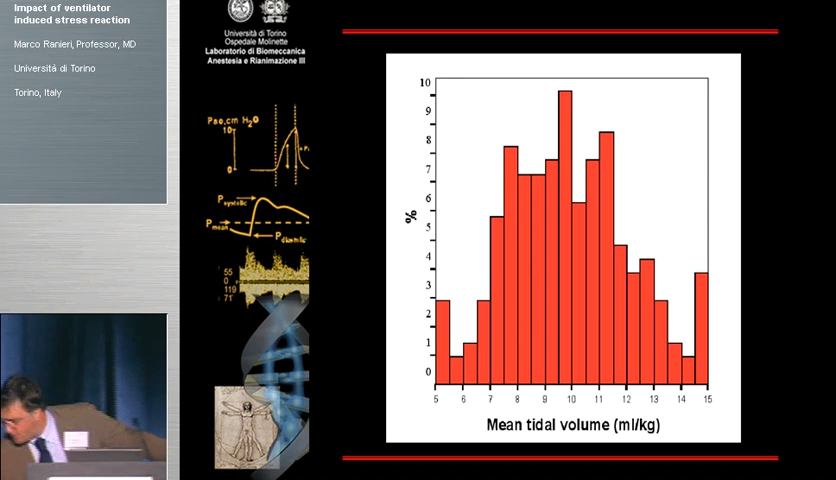 Impact of ventilator
induced stress reaction
Marco Ranieri, Professor, MD
Universitá di Torino
Torino, Italy
Università di Torino
Ospedale Molinette
Laboratorio di Biomeccanica
Anestesia e Rianimazione III
Pao,cm H2O
10
0
Psystolic
Pmean
Pdiastolic
55
0
119
71
10
9
8
7
6
5
4
3
2
1
0
%
5 6 7 8 9 10 11 12 13 14 15
Mean tidal volume (ml/kg)